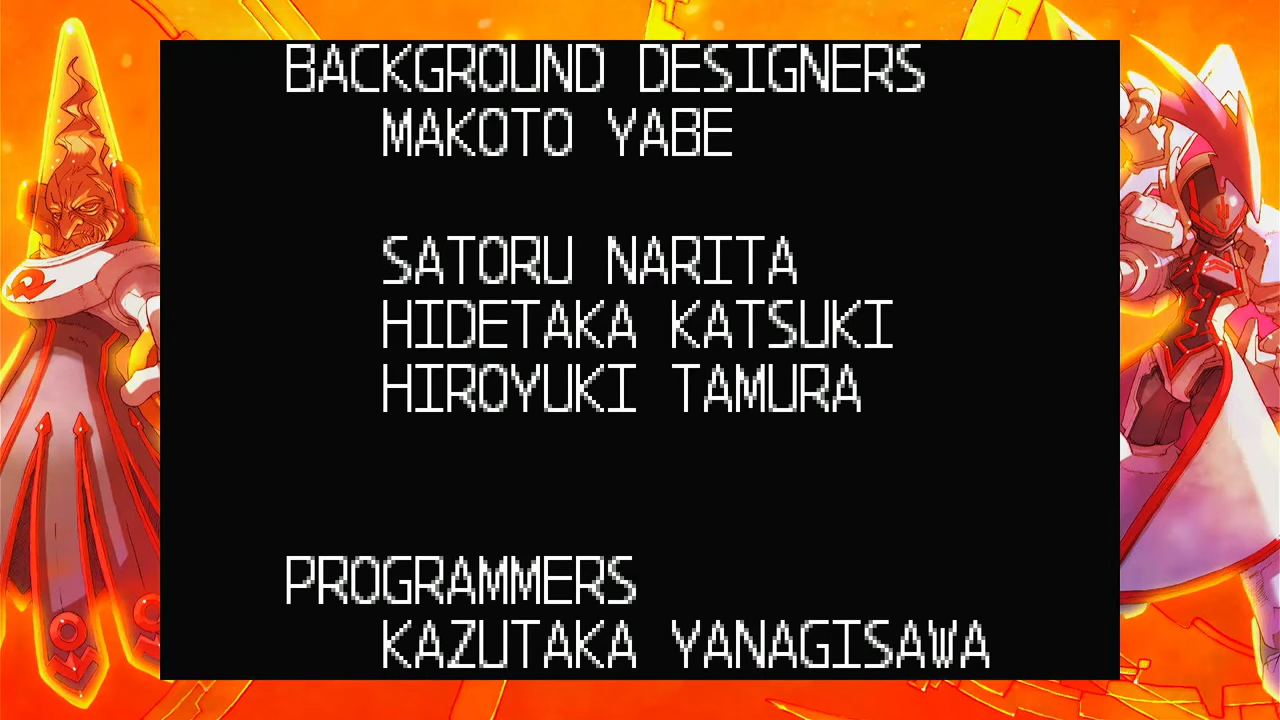 BACKGROUND DESIGNERS
MAKOTO YABE
SATORU NARITA
HIDETAKA KATSUKI
HIROYUKI TAMURA
PROGRAMMERS
KAZUTAKA YANAGISAWA